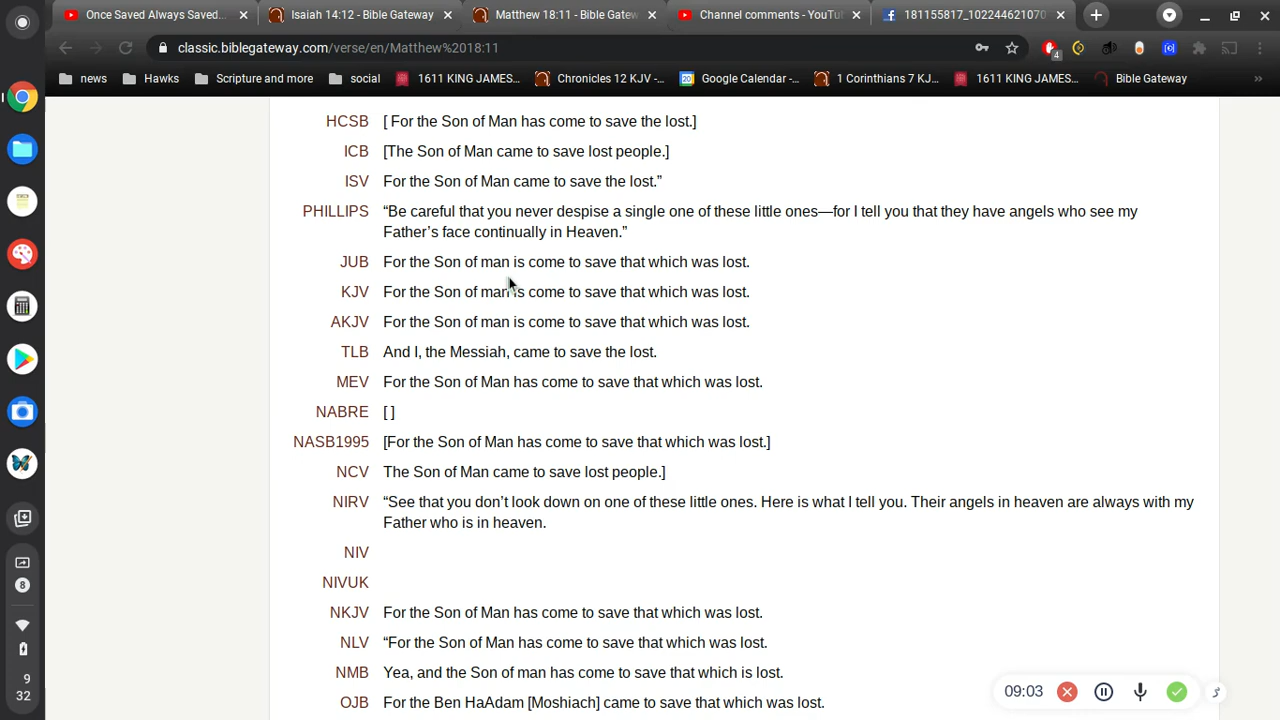 Once Saved Always Saved...
Isaiah 14:12 - Bible Gateway
Matthew 18:11 - Bible Gatew
Channel comments - YouTu
181155817_102244621070
classic.biblegateway.com/verse/en/Matthew%2018:11
4
news
Hawks
Scripture and more
social
1611 KING JAMES...
Chronicles 12 KJV -...
20
Google Calendar -...
1 Corinthians 7 KJ...
1611 KING JAMES...
Bible Gateway
»
HCSB [ For the Son of Man has come to save the lost.]
ICB [The Son of Man came to save lost people.]
ISV For the Son of Man came to save the lost.”
PHILLIPS “Be careful that you never despise a single one of these little ones—for I tell you that they have angels who see my
Father’s face continually in Heaven.”
JUB For the Son of man is come to save that which was lost.
KJV For the Son of man is come to save that which was lost.
AKJV For the Son of man is come to save that which was lost.
TLB And I, the Messiah, came to save the lost.
MEV For the Son of Man has come to save that which was lost.
NABRE [ ]
NASB1995 [For the Son of Man has come to save that which was lost.]
NCV The Son of Man came to save lost people.]
NIRV “See that you don’t look down on one of these little ones. Here is what I tell you. Their angels in heaven are always with my
Father who is in heaven.
NIV
NIVUK
NKJV For the Son of Man has come to save that which was lost.
NLV “For the Son of Man has come to save that which was lost.
NMB Yea, and the Son of man has come to save that which is lost.
OJB For the Ben HaAdam [Moshiach] came to save that which was lost.
8
9
32
09:03